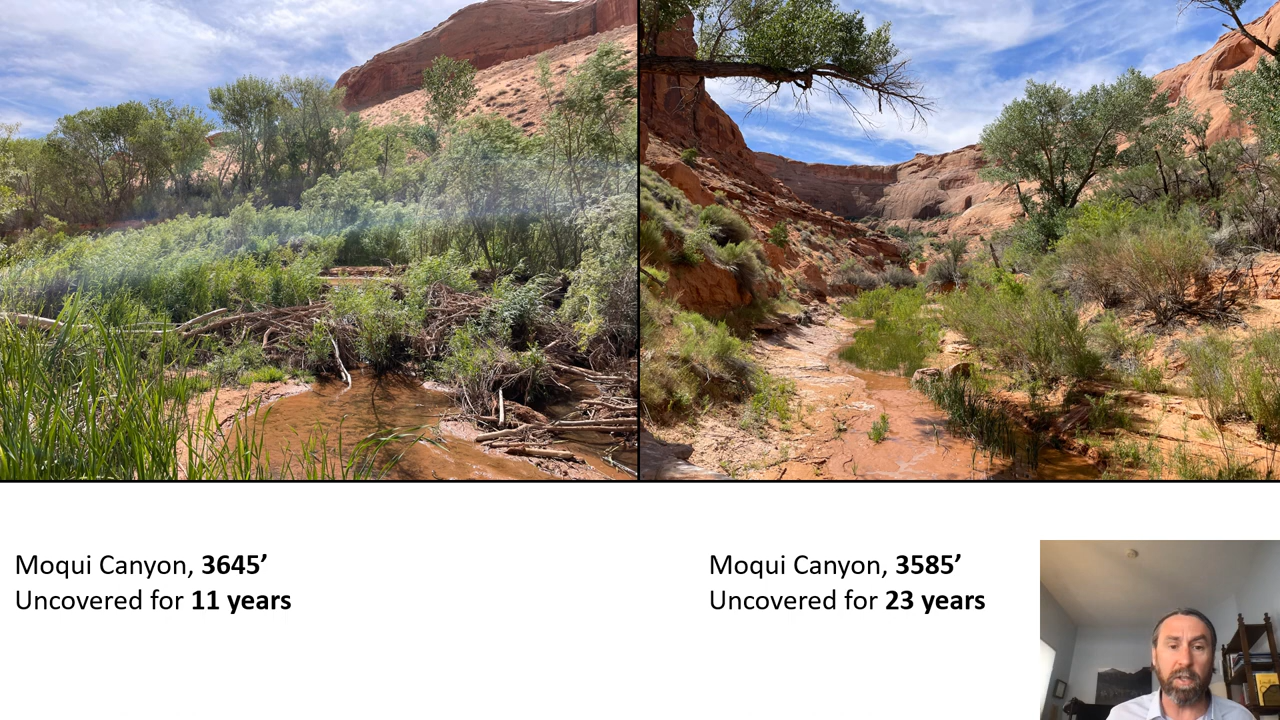 Moqui Canyon, 3645’
Uncovered for 11 years
Moqui Canyon, 3585’
Uncovered for 23 years